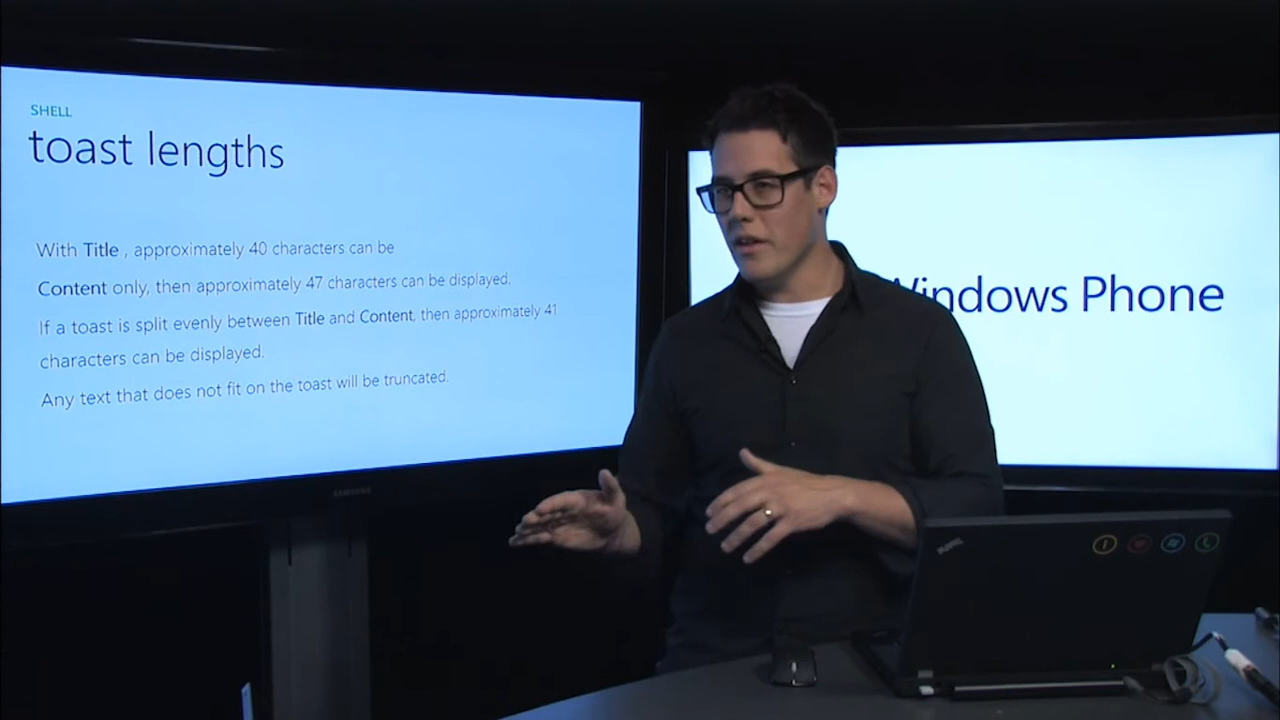 SHELL
toast lengths
With Title , approximately 40 characters can be
Content only, then approximately 47 characters can be displayed.
If a toast is split evenly between Title and Content, then approximately 41
characters can be displayed.
Any text that does not fit on the toast will be truncated.
Windows Phone
SAMSUNG